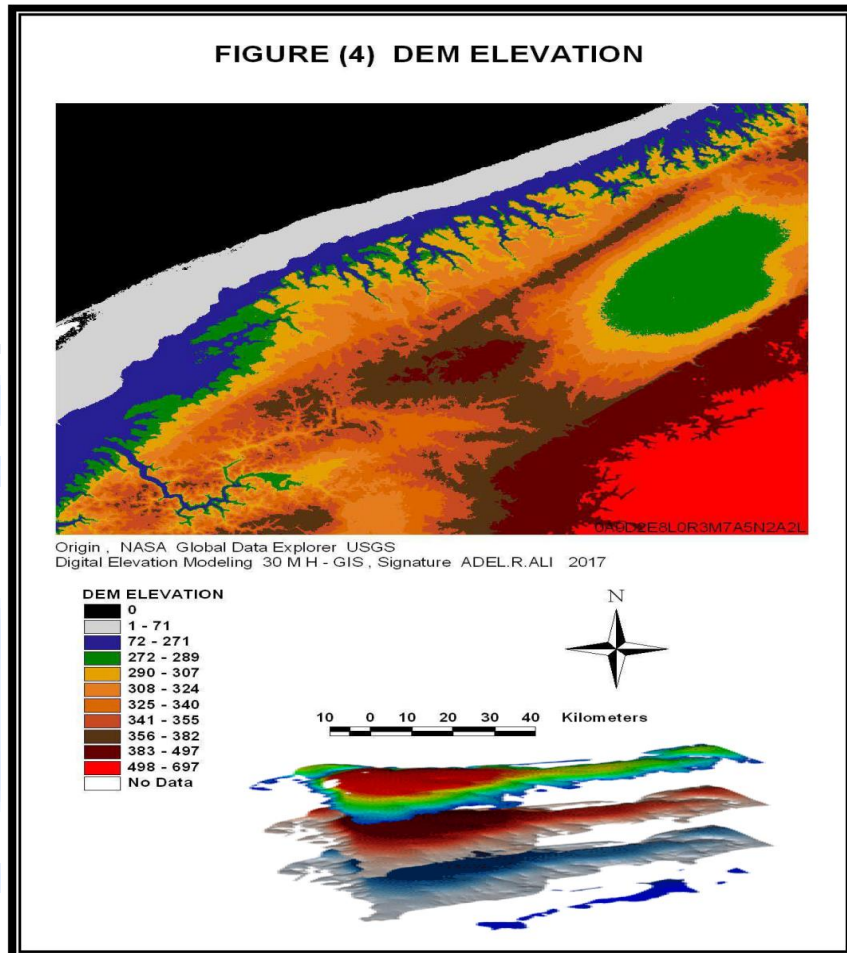 FIGURE (4) DEM ELEVATION
0A9D2E8L0R3M7A5N2A2L
Origin , NASA Global Data Explorer USGS
Digital Elevation Modeling 30 M H - GIS , Signature ADEL.R.ALI 2017
DEM ELEVATION
0
1 - 71
72 - 271
272 - 289
290 - 307
308 - 324
325 - 340
341 - 355
356 - 382
383 - 497
498 - 697
No Data
N
10 0 10 20 30 40 Kilometers